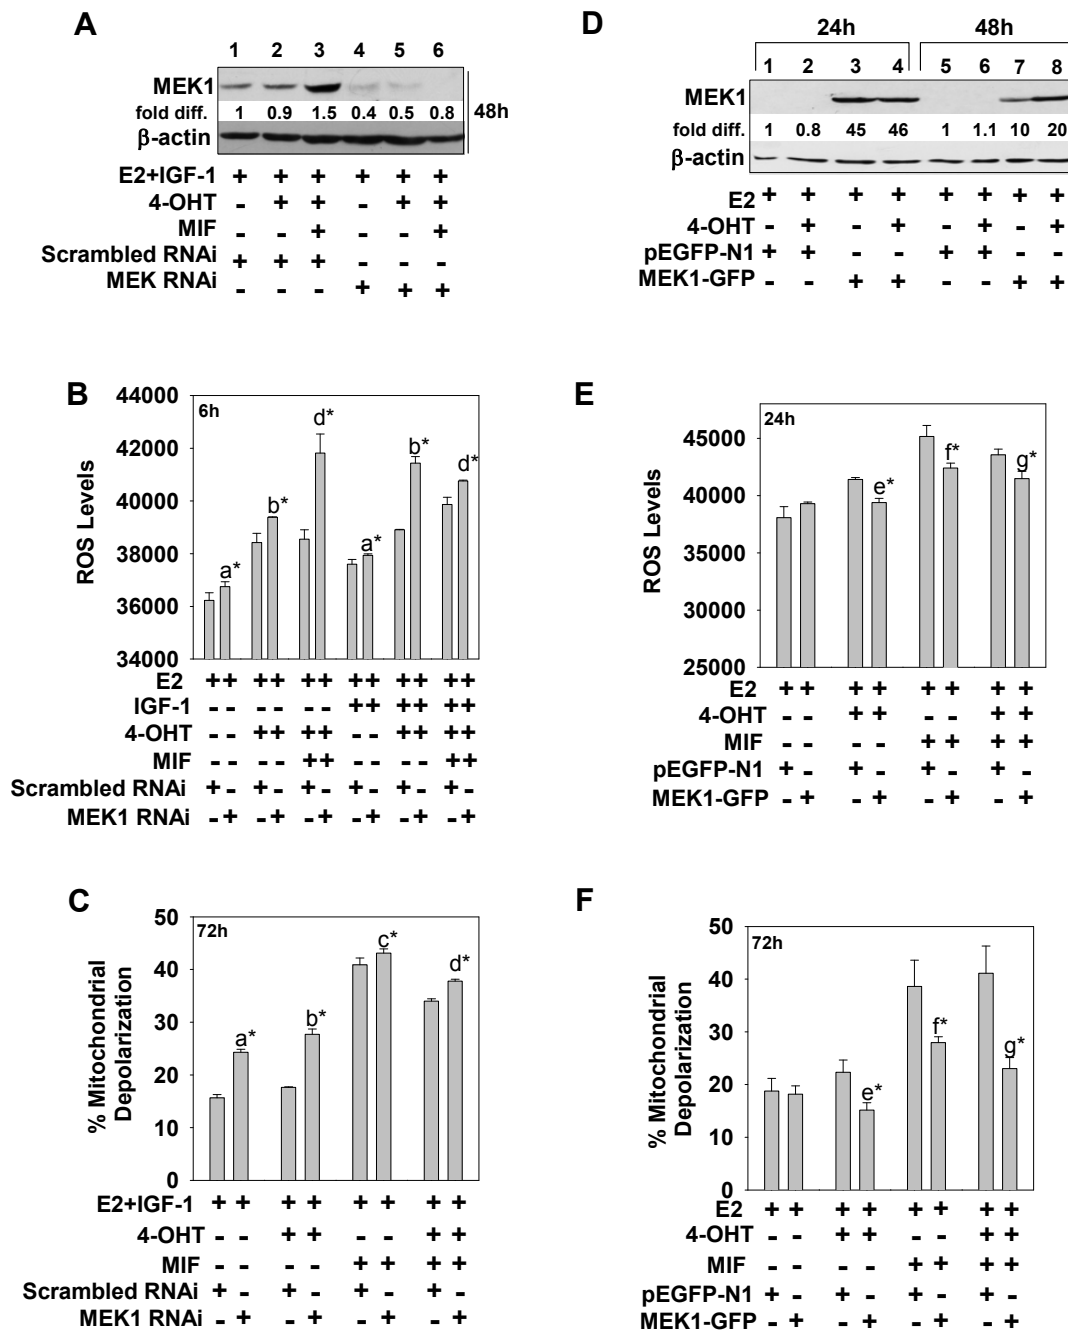 A
1 2 3 4 5 6
MEK1
fold diff. 1 0.9 1.5 0.4 0.5 0.8
48h
β-actin
E2+IGF-1 + + + + + +
4-OHT - + + - + +
MIF - - + - - +
Scrambled RNAi + + + - - -
MEK RNAi - - - + + +
D
24h 48h
1 2 3 4 5 6 7 8
MEK1
fold diff. 1 0.8 45 46 1 1.1 10 20
β-actin
E2 + + + + + + + +
4-OHT - + - + - + - +
pEGFP-N1 + + - - + + - -
MEK1-GFP - - + + - - + +
B
6h
ROS Levels
44000
42000
40000
38000
36000
34000
a* b* d* a* b* d*
E2 ++ ++ ++ ++ ++ ++
IGF-1 -- -- -- ++ ++ ++
4-OHT -- ++ ++ -- ++ ++
MIF -- -- ++ -- -- ++
Scrambled RNAi +- +- +- +- +- +-
MEK1 RNAi -+ -+ -+ -+ -+ -+
E
24h
ROS Levels
45000
40000
35000
30000
25000
e* f* g*
E2 + + + + + + + +
4-OHT - - + + - - + +
MIF - - - - + + + +
pEGFP-N1 + - + - + - + -
MEK1-GFP - + - + - + - +
C
72h
% Mitochondrial
Depolarization
50
40
30
20
10
0
a* b* c* d*
E2+IGF-1 + + + + + + + +
4-OHT - - + + - - + +
MIF - - - - + + + +
Scrambled RNAi + - + - + - + -
MEK1 RNAi - + - + - + - +
F
72h
% Mitochondrial
Depolarization
50
40
30
20
10
0
e* f* g*
E2 + + + + + + + +
4-OHT - - + + - - + +
MIF - - - - + + + +
pEGFP-N1 + - + - + - + -
MEK1-GFP - + - + - + - +